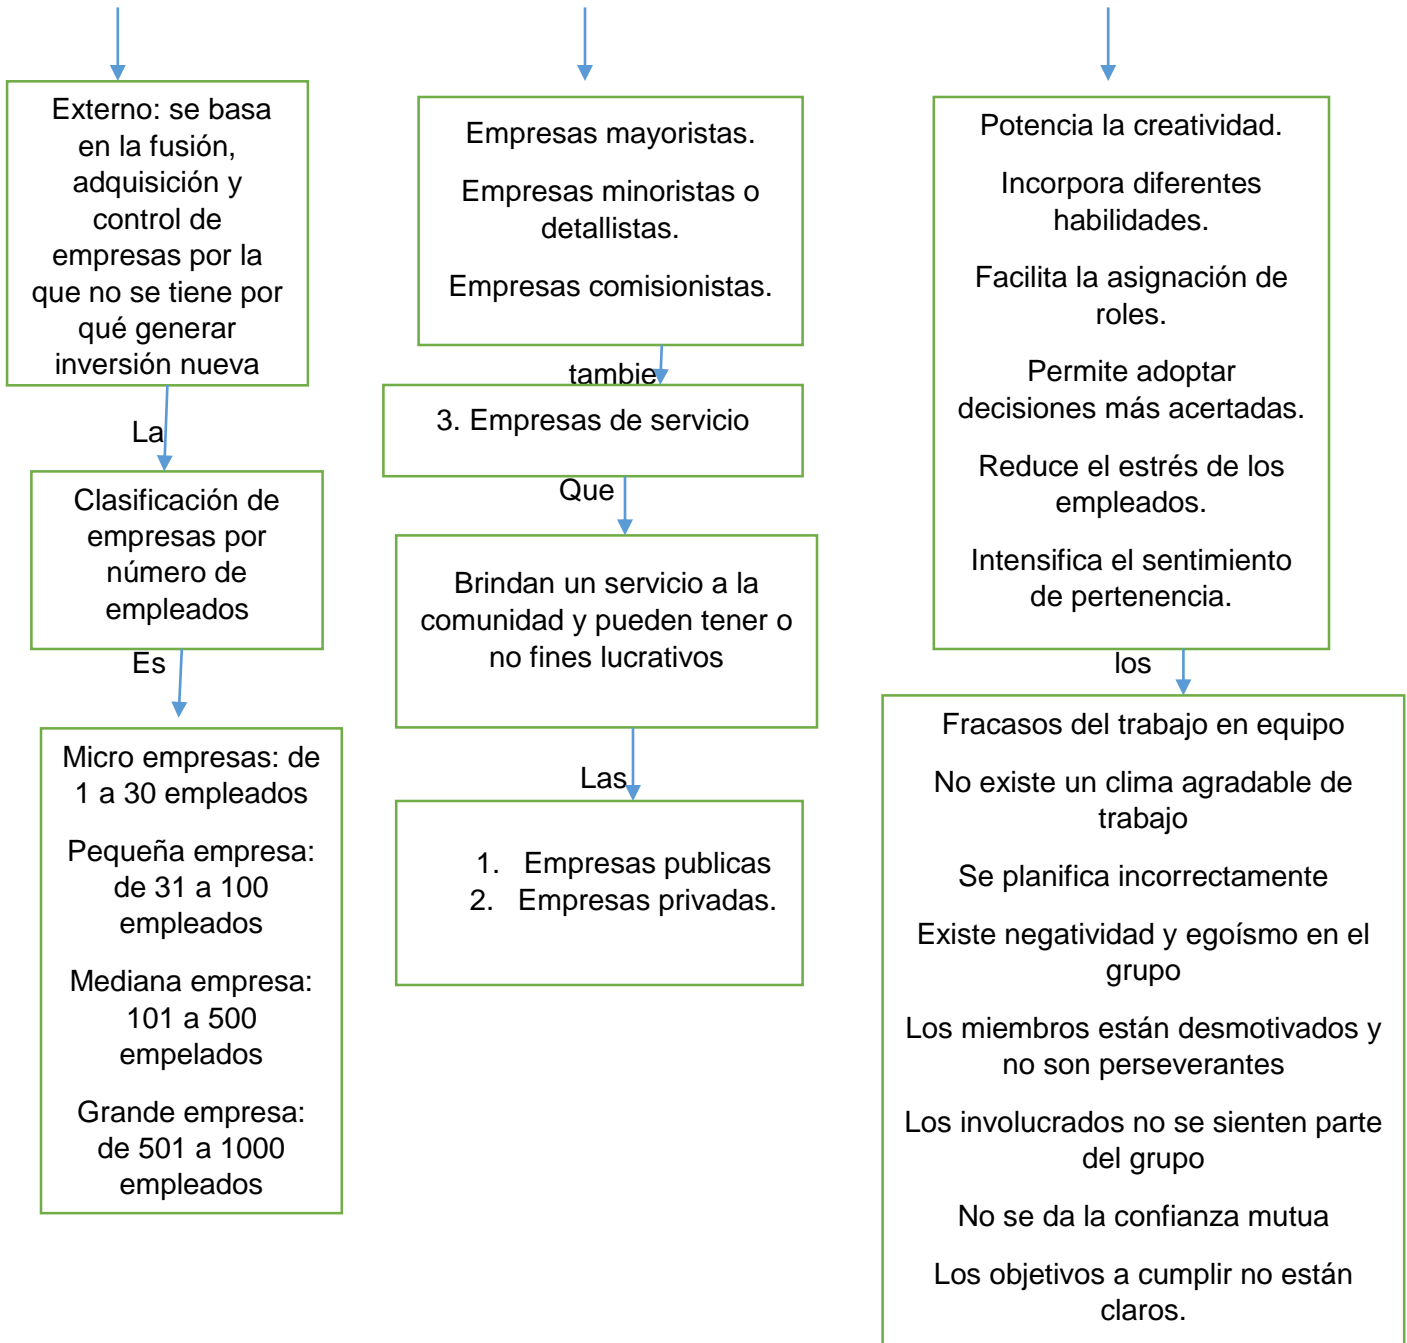 Externo: se basa
en la fusión,
adquisición y
control de
empresas por la
que no se tiene por
qué generar
inversión nueva
La
Clasificación de
empresas por
número de
empleados
Es
Micro empresas: de
1 a 30 empleados
Pequeña empresa:
de 31 a 100
empleados
Mediana empresa:
101 a 500
empelados
Grande empresa:
de 501 a 1000
empleados
Empresas mayoristas.
Empresas minoristas o
detallistas.
Empresas comisionistas.
tambie
3. Empresas de servicio
Que
Brindan un servicio a la
comunidad y pueden tener o
no fines lucrativos
Las
1. Empresas publicas
2. Empresas privadas.
Potencia la creatividad.
Incorpora diferentes
habilidades.
Facilita la asignación de
roles.
Permite adoptar
decisiones más acertadas.
Reduce el estrés de los
empleados.
Intensifica el sentimiento
de pertenencia.
los
Fracasos del trabajo en equipo
No existe un clima agradable de
trabajo
Se planifica incorrectamente
Existe negatividad y egoísmo en el
grupo
Los miembros están desmotivados y
no son perseverantes
Los involucrados no se sienten parte
del grupo
No se da la confianza mutua
Los objetivos a cumplir no están
claros.